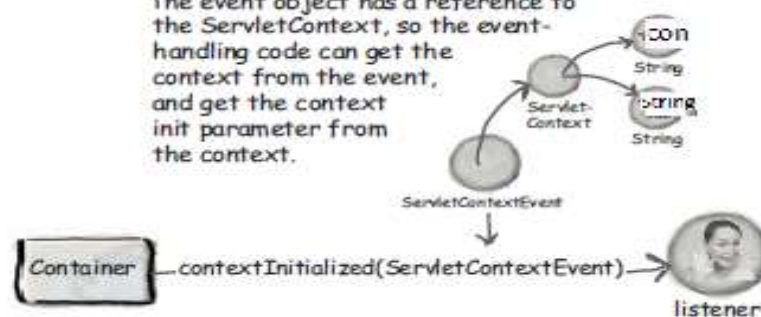 The event object has a reference to
the ServletContext, so the event-
handling code can get the
context from the event,
and get the context
init parameter from
the context.
icon
String
string
String
Servlet-
Context
ServletContextEvent
Container
contextInitialized(ServletContextEvent)
listener